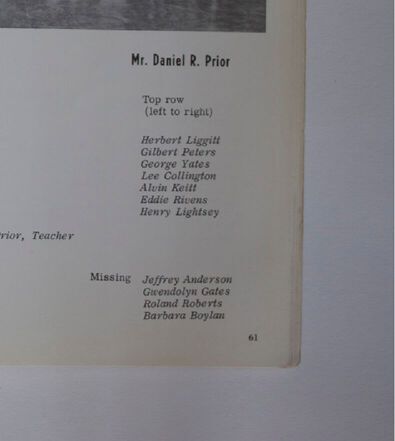 Mr. Daniel R. Prior
Top row
(left to right)
Herbert Liggitt
Gilbert Peters
George Yates
Lee Collington
Alvin Keitt
Eddie Rivens
Henry Lightsey
rior, Teacher
Missing Jeffrey Anderson
Gwendolyn Gates
Roland Roberts
Barbara Boylan
61